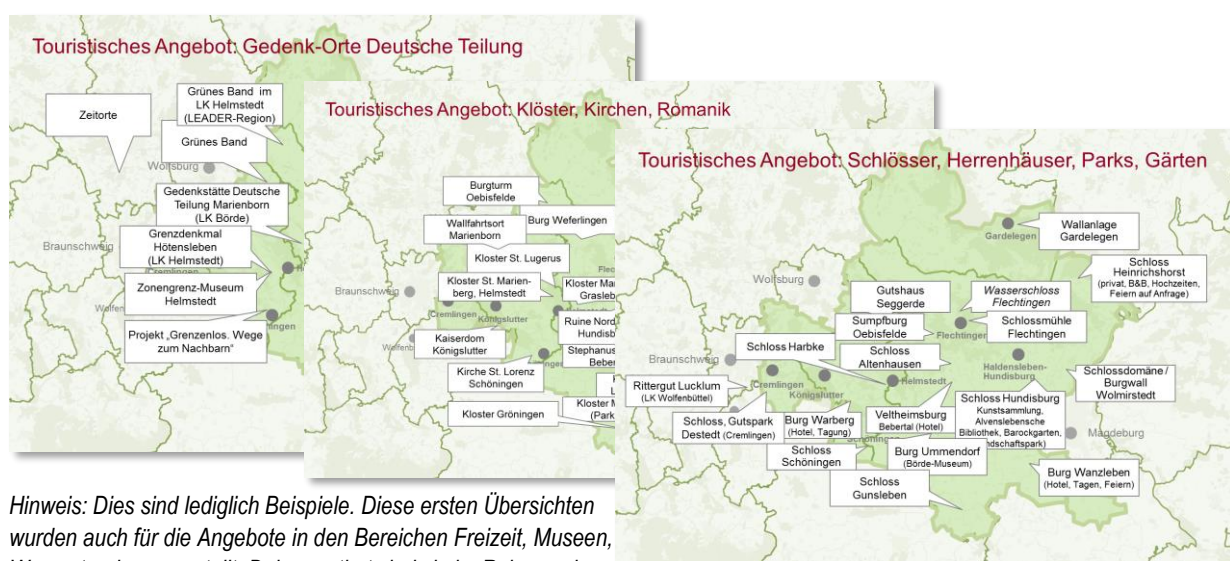 Touristisches Angebot: Gedenk-Orte Deutsche Teilung
Zeitorte
Grünes Band im
LK Helmstedt
(LEADER-Region)
Grünes Band
Wolfsburg
Gedenkstätte Deutsche
Teilung Marienborn
(LK Börde)
Braunschweig
Grenzdenkmal
Hötensleben
(LK Helmstedt)
(Cremlingen)
Zonengrenz-Museum
Helmstedt
Projekt „Grenzenlos. Wege
zum Nachbarn“
Touristisches Angebot: Klöster, Kirchen, Romanik
Burgturm
Oebisfelde
Burg Weferlingen
Wallfahrtsort
Marienborn
Kloster St. Lugerus
Kloster St. Marien-
berg, Helmstedt
Braunschweig
(Cremlingen)
Königslutter
Kaiserdom
Königslutter
Kirche St. Lorenz
Schöningen
Kloster Gröningen
Touristisches Angebot: Schlösser, Herrenhäuser, Parks, Gärten
Wallanlage
Gardelegen
Gardelegen
Schloss
Heinrichshorst
(privat, B&B, Hochzeiten,
Feiern auf Anfrage)
Wolfsburg
Gutshaus
Seggerde
Wasserschloss
Flechtingen
Sumpfburg
Oebisfelde
Flechtingen
Schlossmühle
Flechtingen
Schloss Harbke
Schloss
Altenhausen
Braunschweig
Haldensleben-
Hundisburg
Schlossdomäne /
Burgwall
Wolmirstedt
Rittergut Lucklum
(LK Wolfenbüttel)
Cremlingen
Königslutter
Helmstedt
Schloss, Gutspark
Destedt (Cremlingen)
Burg Warberg
(Hotel, Tagung)
Veltheimsburg
Bebertal (Hotel)
Schloss Hundisburg
Kunstsammlung,
Alvenslebensche
Bibliothek, Barockgarten,
Magdeburg
Schloss
Schöningen
Burg Ummendorf
(Börde-Museum)
Schloss
Gunsleben
Burg Wanzleben
(Hotel, Tagen, Feiern)
Hinweis: Dies sind lediglich Beispiele. Diese ersten Übersichten
wurden auch für die Angebote in den Bereichen Freizeit, Museen,